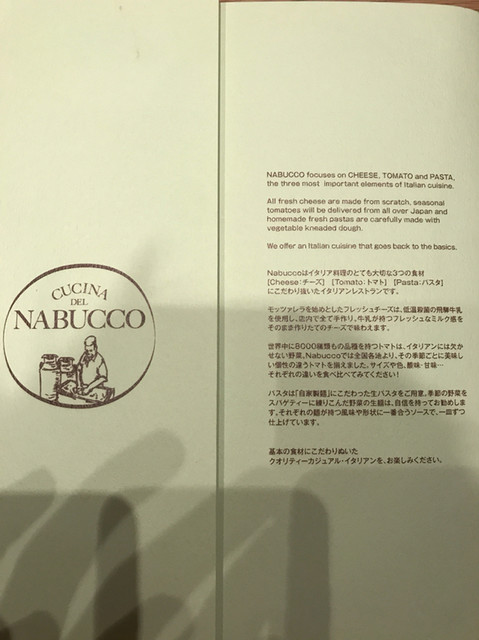 CUCINA
DEL
NABUCCO
NABUCCO focuses on CHEESE, TOMATO and PASTA,
the three most important elements of Italian cuisine.
All fresh cheese are made from scratch, seasonal
tomatoes will be delivered from all over Japan and
homemade fresh pastas are carefully made with
vegetable kneaded dough.
We offer an Italian cuisine that goes back to the basics.
Nabuccoはイタリア料理のとても大切な3つの食材
[Cheese:チーズ] [Tomato:トマト] [Pasta:パスタ]
にこだわり抜いたイタリアンレストランです。
モッツァレラを始めとしたフレッシュチーズは、低温殺菌の飛騨牛乳
を使用し、店内で全て手作り。牛乳が持つフレッシュなミルク感を
そのまま作りたてのチーズで味わえます。
世界中に8000種類もの品種を持つトマトは、イタリアンには欠か
せない野菜。Nabuccoでは全国各地より、その季節ごとに美味し
い個性の違うトマトを揃えました。サイズや色、酸味・甘味…
それぞれの違いを食べ比べてみてください!
パスタは「自家製麺」にこだわった生パスタをご用意。季節の野菜を
スパゲティーに練りこんだ野菜の生麺は、自信を持ってお勧めしま
す。それぞれの麺が持つ風味や形状に一番合うソースで、一皿ずつ
仕上げています。
基本の食材にこだわりぬいた
クオリティーカジュアル・イタリアンを、お楽しみください。